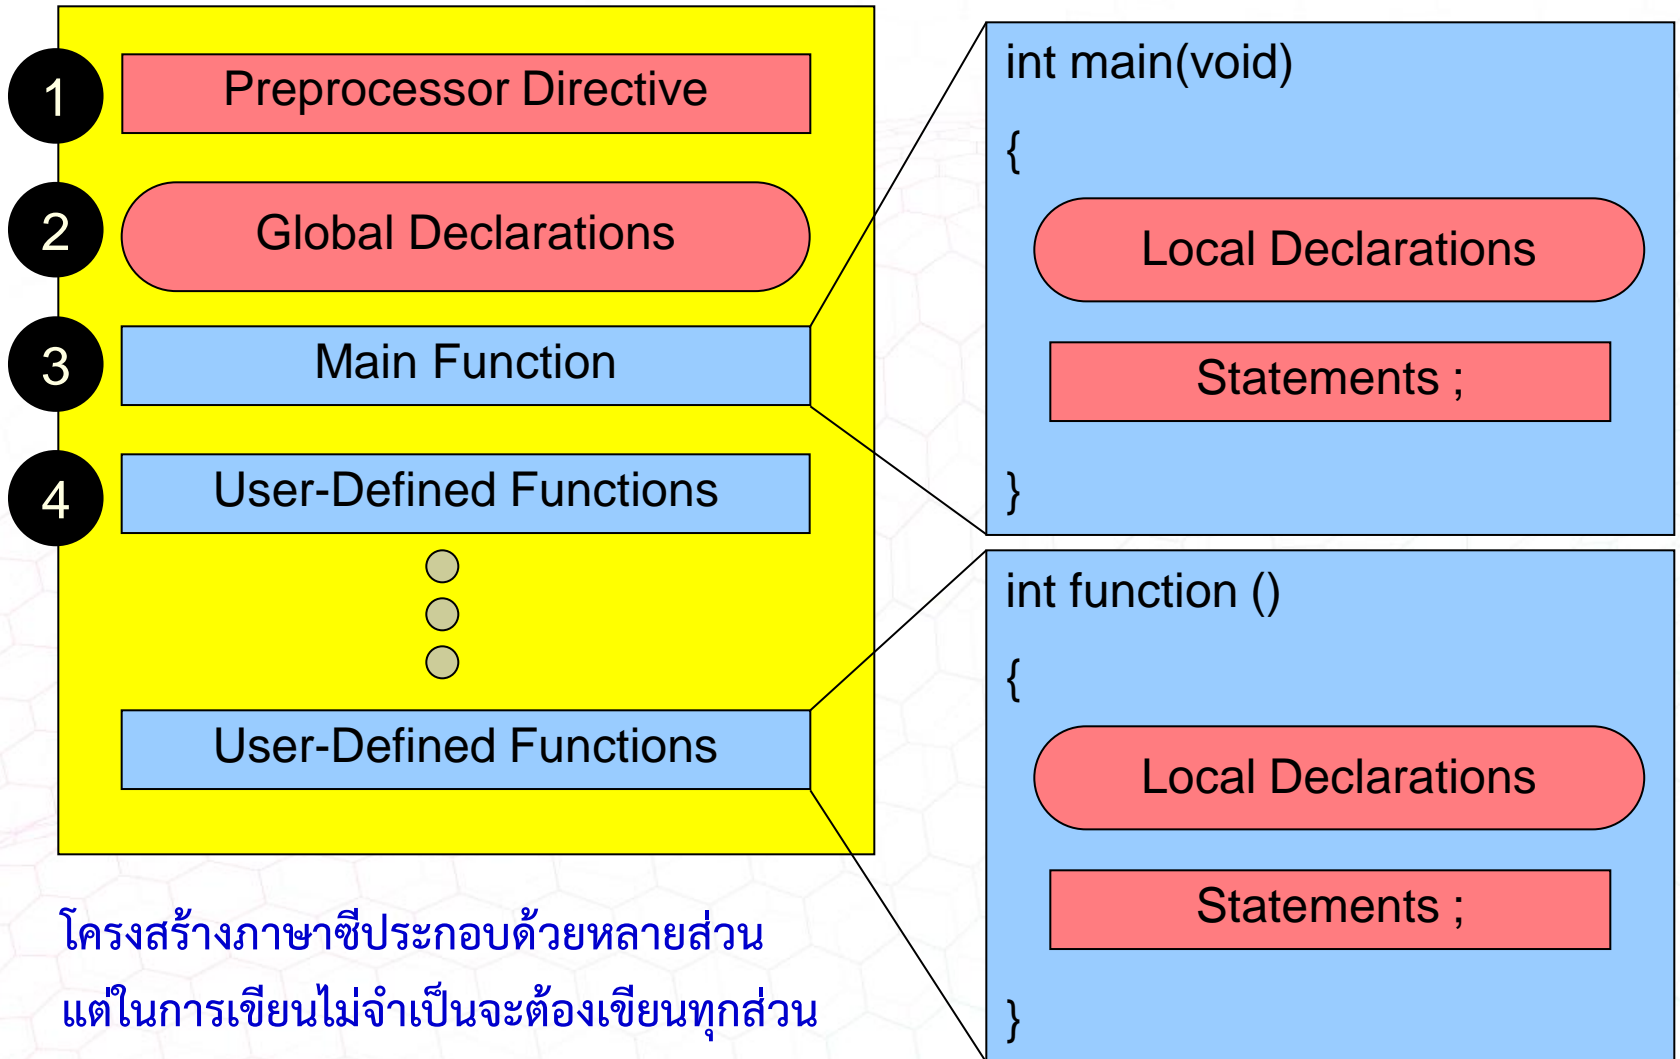 1
Preprocessor Directive
2
Global Declarations
3
Main Function
4
User-Defined Functions
User-Defined Functions
int main(void)
{
Local Declarations
Statements ;
}
int function ()
{
Local Declarations
Statements ;
}
โครงสร้างภาษาซีประกอบด้วยหลายส่วน
แต่ในการเขียนไม่จำเป็นจะต้องเขียนทุกส่วน